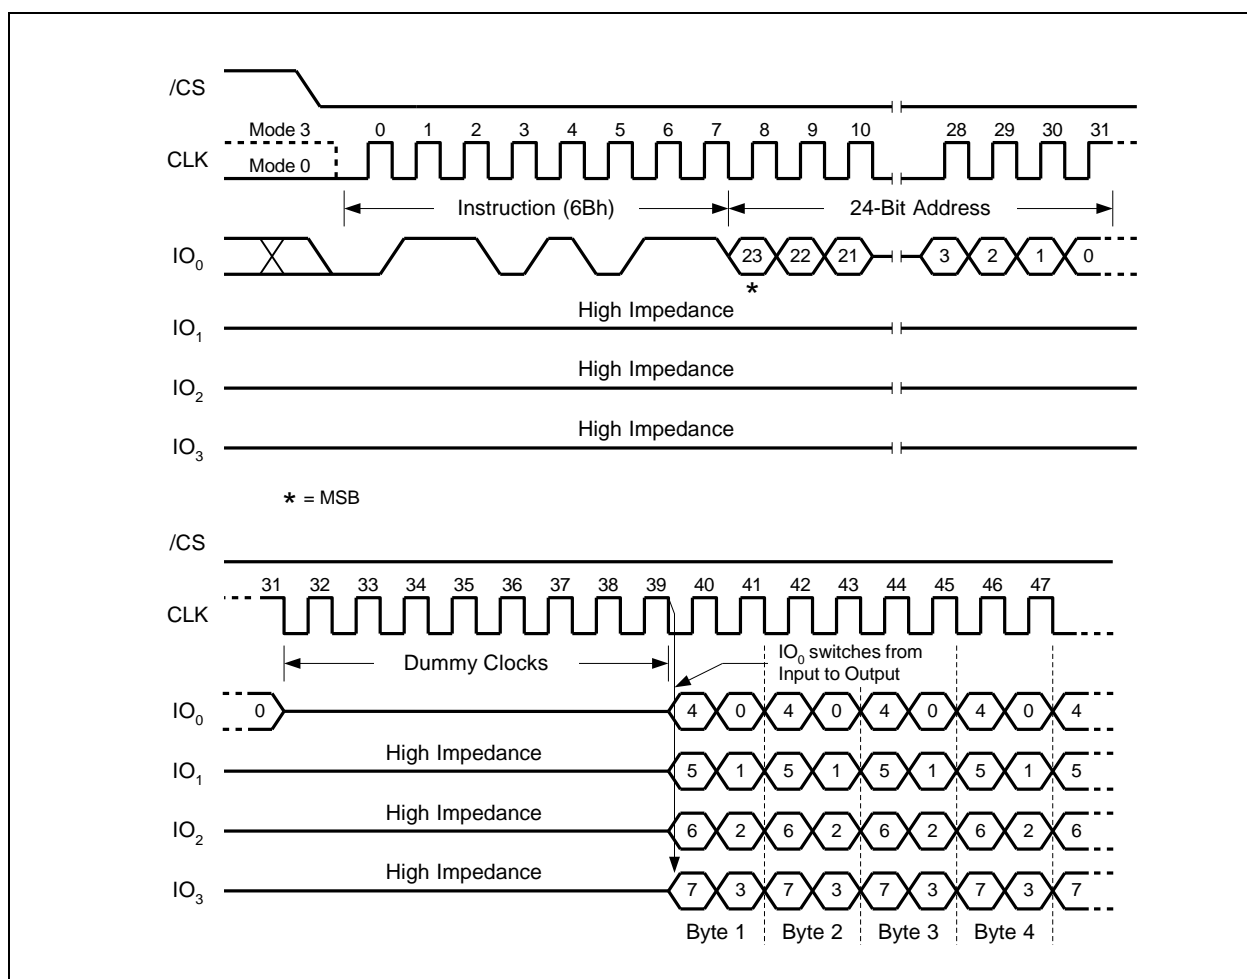 /CS
Mode 3 0 1 2 3 4 5 6 7 8 9 10 28 29 30 31
CLK
Mode 0
Instruction (6Bh) 24-Bit Address
IO0 23 22 21 3 2 1 0
*
High Impedance
IO1
High Impedance
IO2
High Impedance
IO3
* = MSB
/CS
31 32 33 34 35 36 37 38 39 40 41 42 43 44 45 46 47
CLK
Dummy Clocks
IO0 switches from
Input to Output
IO0 0 4 0 4 0 4 0 4 0 4
High Impedance
IO1 5 1 5 1 5 1 5 1 5
High Impedance
IO2 6 2 6 2 6 2 6 2 6
High Impedance
IO3 7 3 7 3 7 3 7 3 7
Byte 1 Byte 2 Byte 3 Byte 4